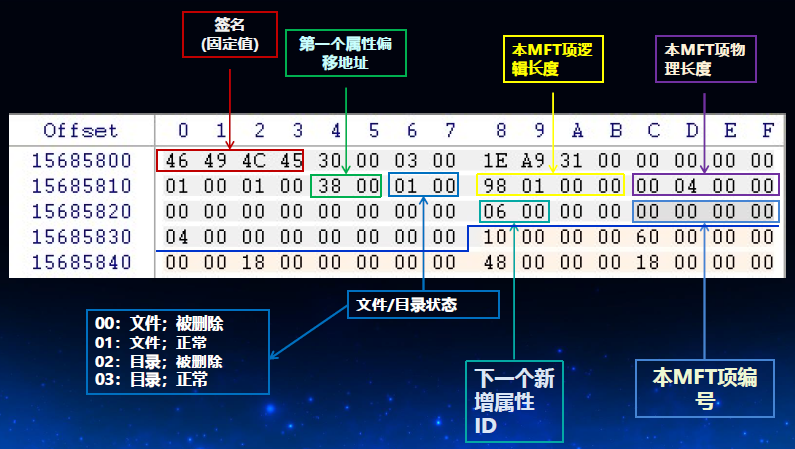 签名
(固定值)
第一个属性偏
移地址
本MFT项逻
辑长度
本MFT项物
理长度
Offset 0 1 2 3 4 5 6 7 8 9 A B C D E F
15685800 46 49 4C 45 30 00 03 00 1E A9 31 00 00 00 00 00
15685810 01 00 01 00 38 00 01 00 98 01 00 00 00 04 00 00
15685820 00 00 00 00 00 00 00 00 06 00 00 00 00 00 00 00
15685830 04 00 00 00 00 00 00 00 10 00 00 00 60 00 00 00
15685840 00 00 18 00 00 00 00 00 48 00 00 00 18 00 00 00
文件/目录状态
00：文件；被删除
01：文件；正常
02：目录；被删除
03：目录；正常
下一个新
增属性
ID
本MFT项编
号